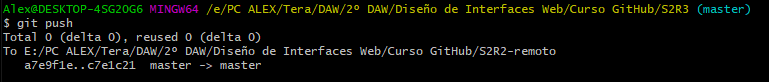 Alex@DESKTOP-4SG2OG6 MINGW64 /e/PC ALEX/Tera/DAW/2º DAW/Diseño de Interfaces Web/Curso GitHub/S2R3 (master)
$ git push
Total 0 (delta 0), reused 0 (delta 0)
To E:/PC ALEX/Tera/DAW/2º DAW/Diseño de Interfaces Web/Curso GitHub/S2R2-remoto
   a7e9f1e..c7e1c21  master -> master